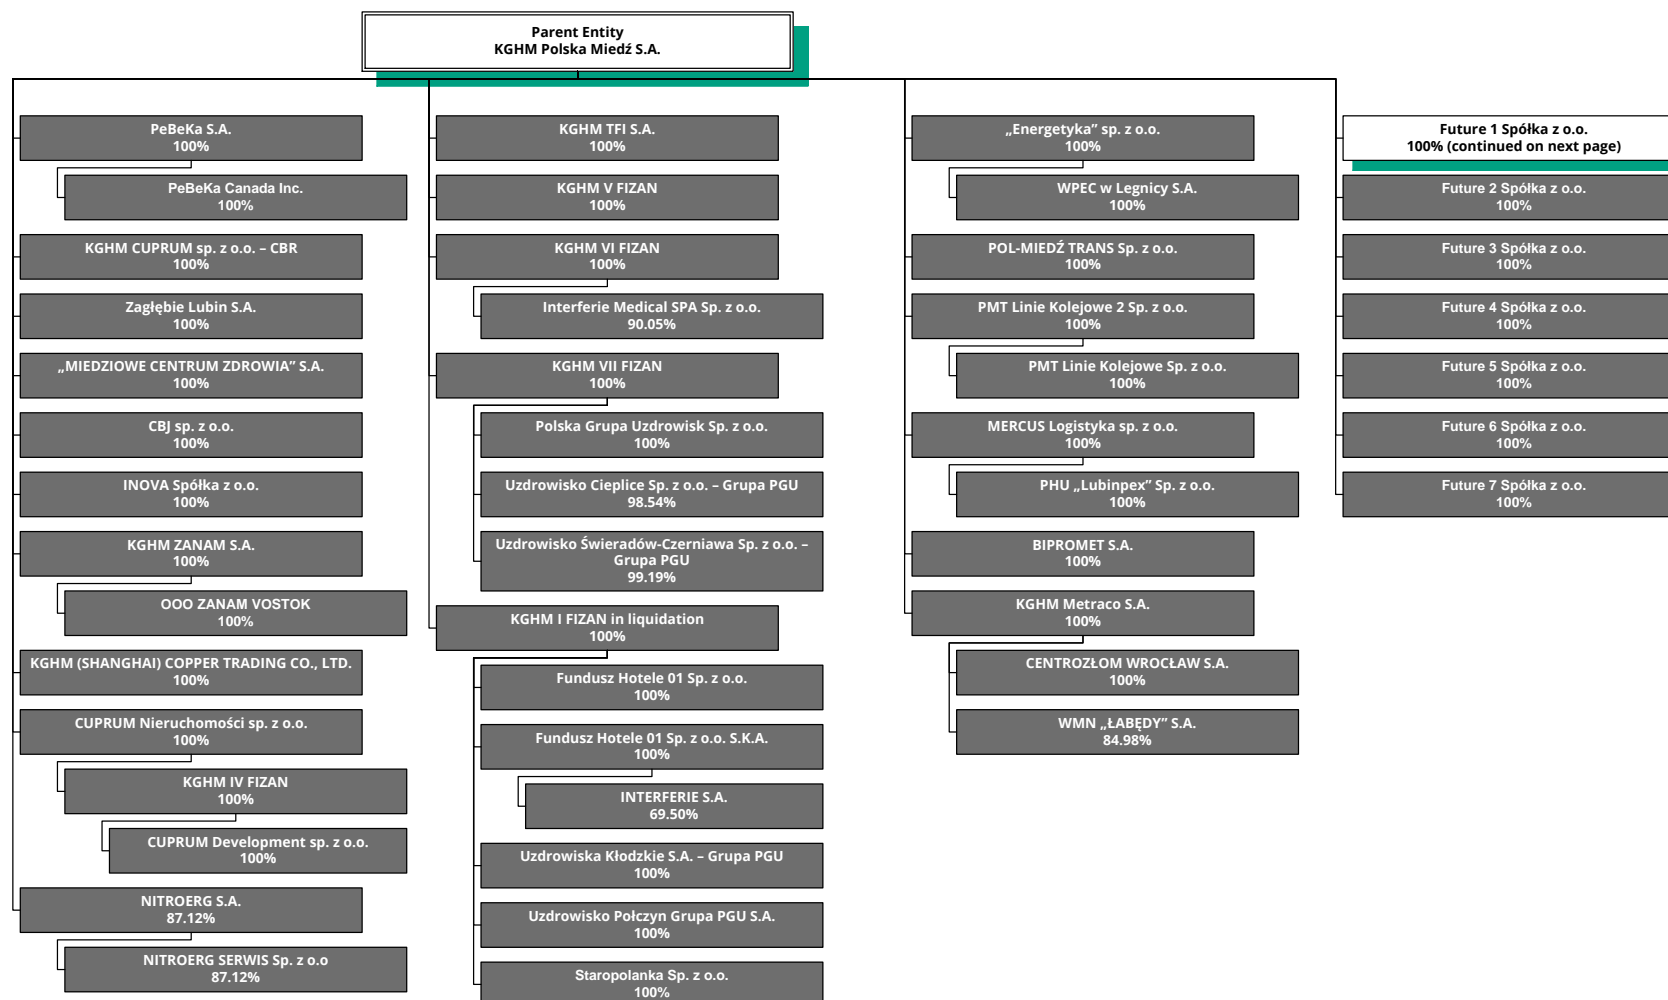 Parent Entity
KGHM Polska Miedź S.A.
PeBeKa S.A.
100%
PeBeKa Canada Inc.
100%
KGHM CUPRUM sp. z o.o. – CBR
100%
Zagłębie Lubin S.A.
100%
„MIEDZIOWE CENTRUM ZDROWIA” S.A.
100%
CBJ sp. z o.o.
100%
INOVA Spółka z o.o.
100%
KGHM ZANAM S.A.
100%
OOO ZANAM VOSTOK
100%
KGHM (SHANGHAI) COPPER TRADING CO., LTD.
100%
CUPRUM Nieruchomości sp. z o.o.
100%
KGHM IV FIZAN
100%
CUPRUM Development sp. z o.o.
100%
NITROERG S.A.
87.12%
NITROERG SERWIS Sp. z o.o
87.12%
KGHM TFI S.A.
100%
KGHM V FIZAN
100%
KGHM VI FIZAN
100%
Interferie Medical SPA Sp. z o.o.
90.05%
KGHM VII FIZAN
100%
Polska Grupa Uzdrowisk Sp. z o.o.
100%
Uzdrowisko Cieplice Sp. z o.o. – Grupa PGU
98.54%
Uzdrowisko Świeradów-Czerniawa Sp. z o.o. –
Grupa PGU
99.19%
KGHM I FIZAN in liquidation
100%
Fundusz Hotele 01 Sp. z o.o.
100%
Fundusz Hotele 01 Sp. z o.o. S.K.A.
100%
INTERFERIE S.A.
69.50%
Uzdrowiska Kłodzkie S.A. – Grupa PGU
100%
Uzdrowisko Połczyn Grupa PGU S.A.
100%
Staropolanka Sp. z o.o.
100%
„Energetyka” sp. z o.o.
100%
WPEC w Legnicy S.A.
100%
POL-MIEDŹ TRANS Sp. z o.o.
100%
PMT Linie Kolejowe 2 Sp. z o.o.
100%
PMT Linie Kolejowe Sp. z o.o.
100%
MERCUS Logistyka sp. z o.o.
100%
PHU „Lubinpex” Sp. z o.o.
100%
BIPROMET S.A.
100%
KGHM Metraco S.A.
100%
CENTROZŁOM WROCŁAW S.A.
100%
WMN „ŁABĘDY” S.A.
84.98%
Future 1 Spółka z o.o.
100% (continued on next page)
Future 2 Spółka z o.o.
100%
Future 3 Spółka z o.o.
100%
Future 4 Spółka z o.o.
100%
Future 5 Spółka z o.o.
100%
Future 6 Spółka z o.o.
100%
Future 7 Spółka z o.o.
100%